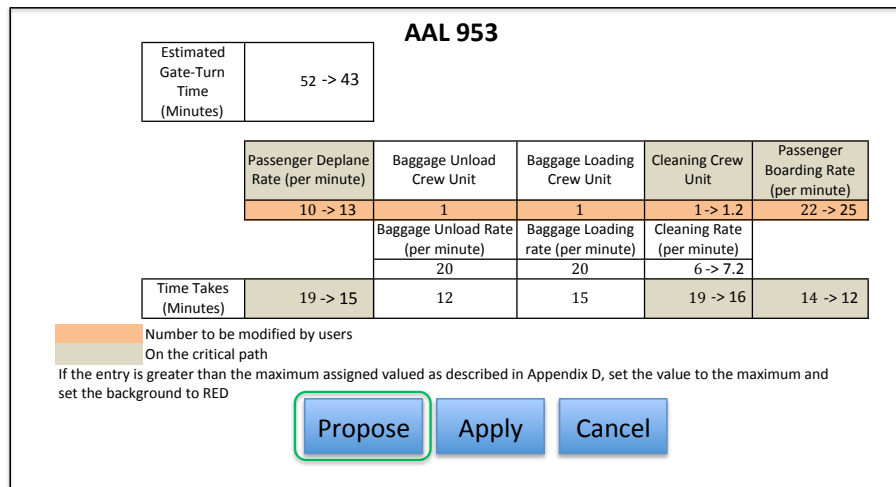 AAL 953
Estimated
Gate-Turn
Time
(Minutes)
52 -> 43
Passenger Deplane
Rate (per minute)
Baggage Unload
Crew Unit
Baggage Loading
Crew Unit
Cleaning Crew
Unit
Passenger
Boarding Rate
(per minute)
10 -> 13
1
1
1 -> 1.2
22 -> 25
Baggage Unload Rate
(per minute)
Baggage Loading
rate (per minute)
Cleaning Rate
(per minute)
20
20
6 -> 7.2
Time Takes
(Minutes)
19 -> 15
12
15
19 -> 16
14 -> 12
Number to be modified by users
On the critical path
If the entry is greater than the maximum assigned valued as described in Appendix D, set the value to the maximum and
set the background to RED
Propose
Apply
Cancel